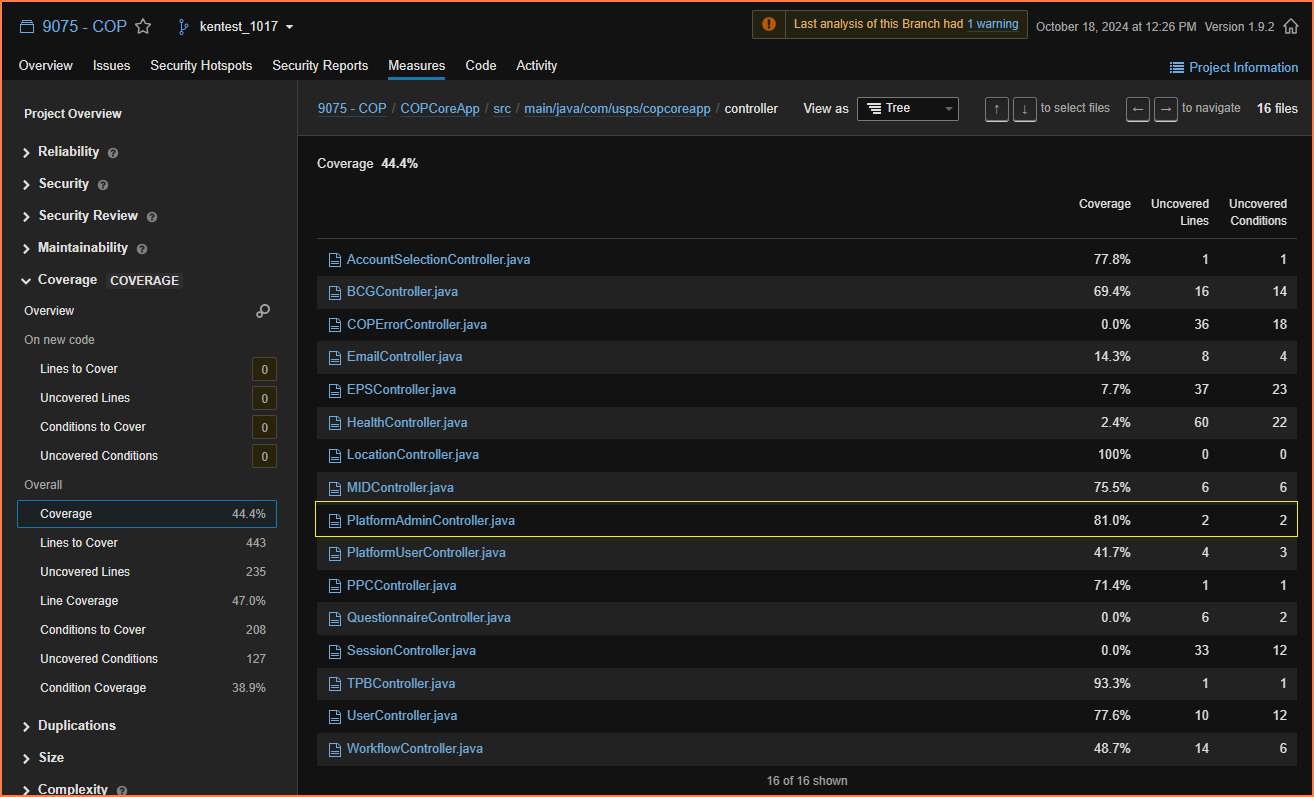 9075 - COP kentest_1017 Last analysis of this Branch had 1 warning October 18, 2024 at 12:26 PM Version 1.9.2
Overview Issues Security Hotspots Security Reports Measures Code Activity Project Information
Project Overview
Reliability ?
Security ?
Security Review ?
Maintainability ?
Coverage COVERAGE
Overview
On new code
Lines to Cover 0
Uncovered Lines 0
Conditions to Cover 0
Uncovered Conditions 0
Overall
Coverage 44.4%
Lines to Cover 443
Uncovered Lines 235
Line Coverage 47.0%
Conditions to Cover 208
Uncovered Conditions 127
Condition Coverage 38.9%
Duplications
Size
Complexity ?
9075 - COP / COPCoreApp / src / main/java/com/usps/copcoreapp / controller View as Tree ↑ ↓ to select files ← → to navigate 16 files
Coverage 44.4%
Coverage Uncovered Lines Uncovered Conditions
AccountSelectionController.java 77.8% 1 1
BCGController.java 69.4% 16 14
COPErrorController.java 0.0% 36 18
EmailController.java 14.3% 8 4
EPSController.java 7.7% 37 23
HealthController.java 2.4% 60 22
LocationController.java 100% 0 0
MIDController.java 75.5% 6 6
PlatformAdminController.java 81.0% 2 2
PlatformUserController.java 41.7% 4 3
PPCController.java 71.4% 1 1
QuestionnaireController.java 0.0% 6 2
SessionController.java 0.0% 33 12
TPBController.java 93.3% 1 1
UserController.java 77.6% 10 12
WorkflowController.java 48.7% 14 6
16 of 16 shown